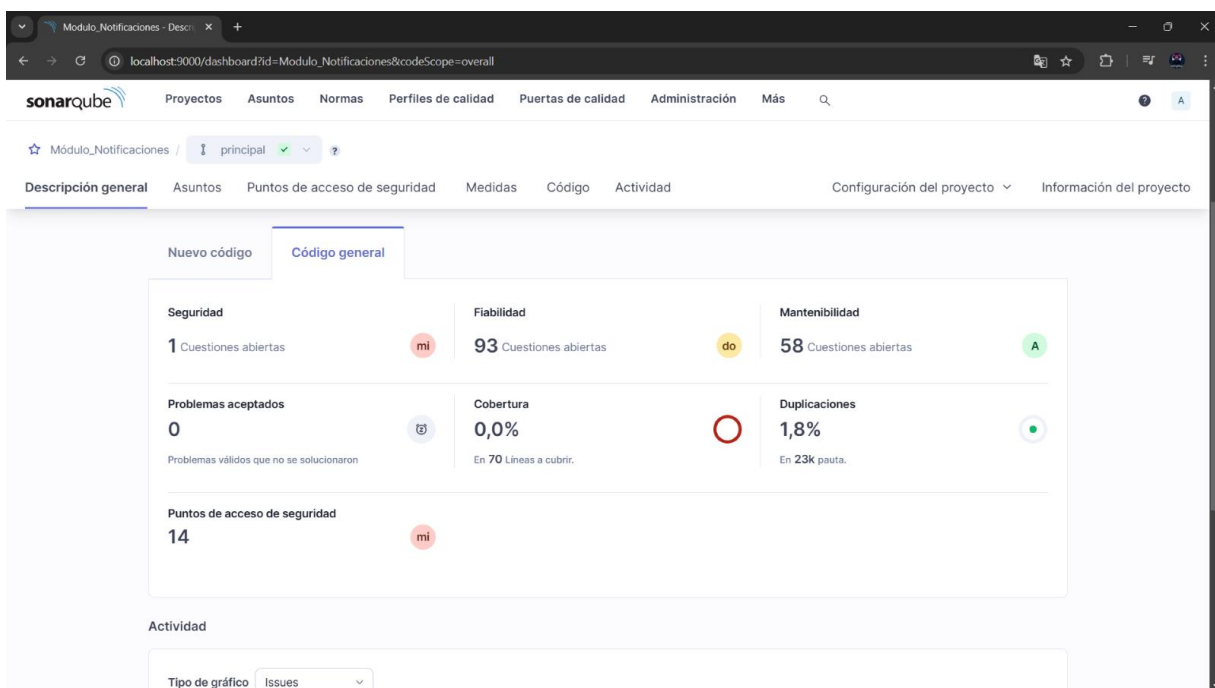 Modulo_Notificaciones - Descri
localhost:9000/dashboard?id=Modulo_Notificaciones&codeScope=overall
sonarqube Proyectos Asuntos Normas Perfiles de calidad Puertas de calidad Administración Más A
Módulo_Notificaciones / principal
Descripción general Asuntos Puntos de acceso de seguridad Medidas Código Actividad Configuración del proyecto Información del proyecto
Nuevo código Código general
Seguridad Fiabilidad Mantenibilidad
1 Cuestiones abiertas mi 93 Cuestiones abiertas do 58 Cuestiones abiertas A
Problemas aceptados Cobertura Duplicaciones
0 0,0% 1,8%
Problemas válidos que no se solucionaron En 70 Líneas a cubrir. En 23k pauta.
Puntos de acceso de seguridad
14 mi
Actividad
Tipo de gráfico Issues